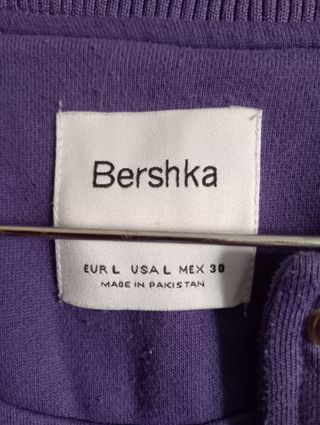 Bershka
EUR L USA L MEX 30
MADE IN PAKISTAN